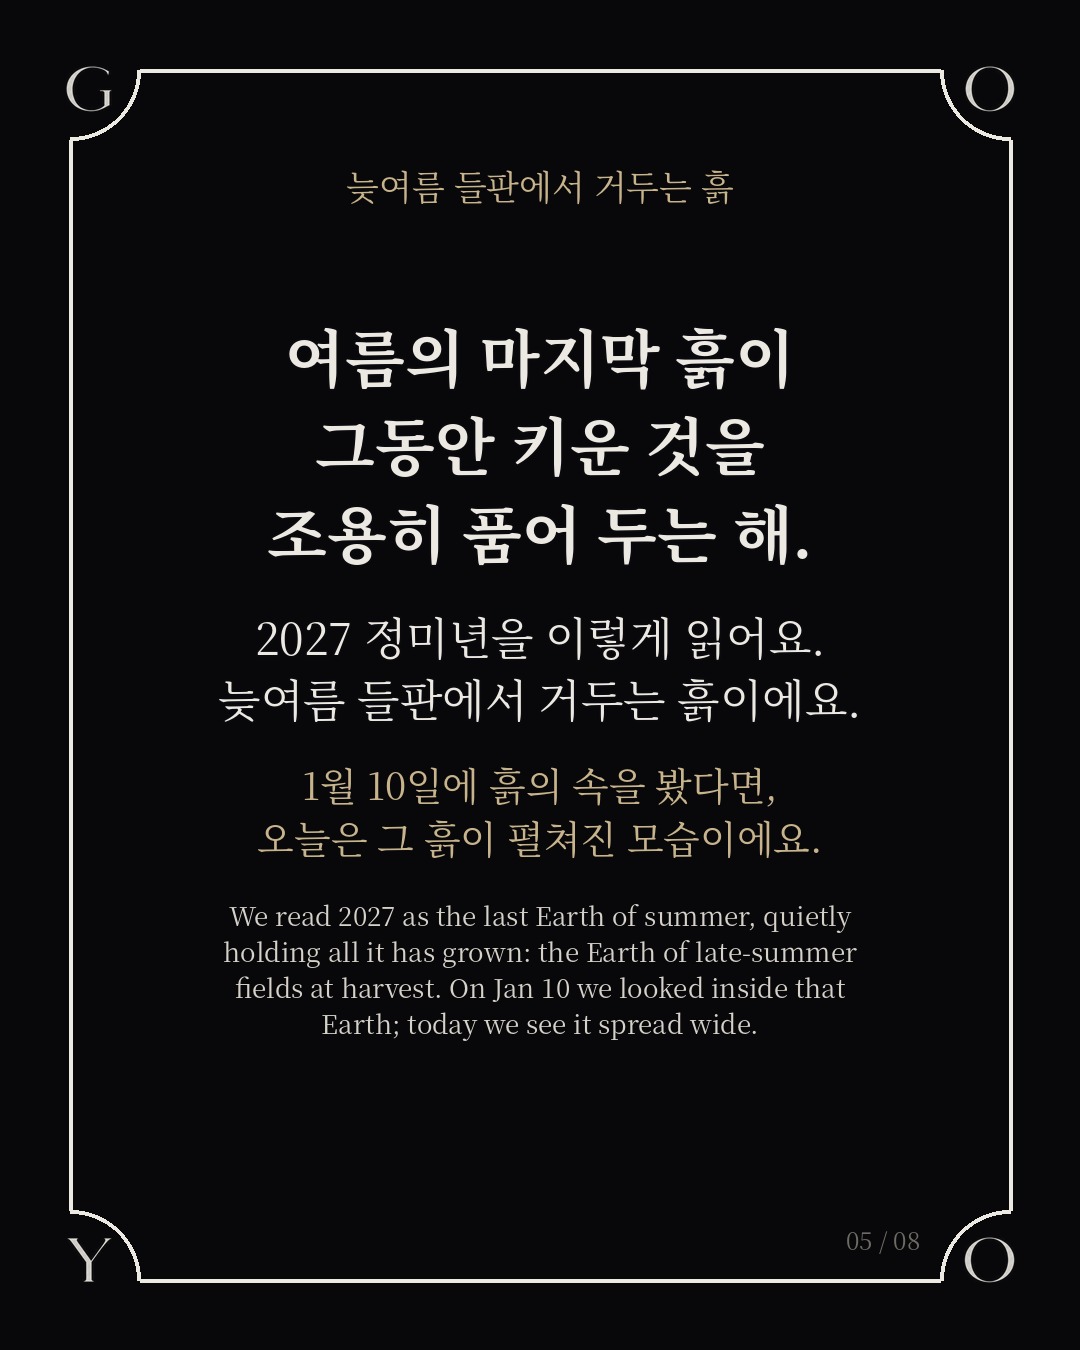 G O
늦여름 들판에서 거두는 흙
여름의 마지막 흙이
그동안 키운 것을
조용히 품어 두는 해.
2027 정미년을 이렇게 읽어요.
늦여름 들판에서 거두는 흙이에요.
1월 10일에 흙의 속을 봤다면,
오늘은 그 흙이 펼쳐진 모습이에요.
We read 2027 as the last Earth of summer, quietly
holding all it has grown: the Earth of late-summer
fields at harvest. On Jan 10 we looked inside that
Earth; today we see it spread wide.
05 / 08
Y O